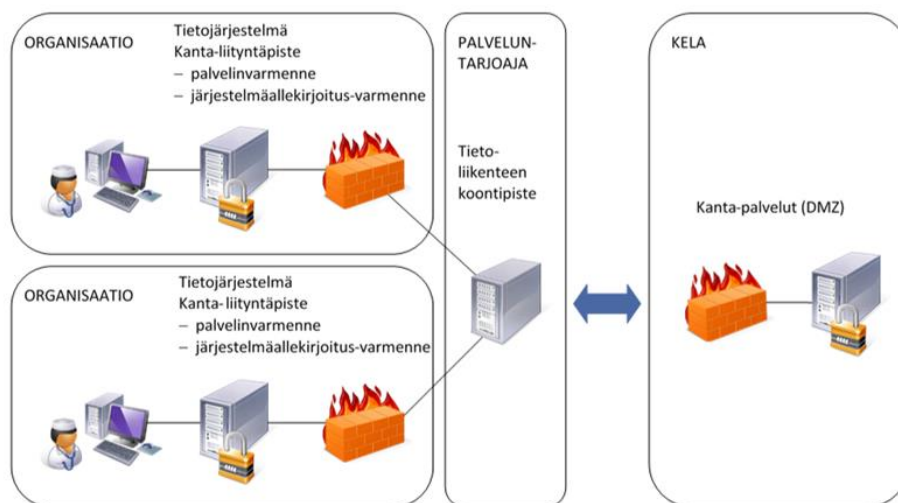 ORGANISAATIO
Tietojärjestelmä
Kanta-liityntäpiste
– palvelinvarmenne
– järjestelmäallekirjoitus-varmenne
ORGANISAATIO
Tietojärjestelmä
Kanta-liityntäpiste
– palvelinvarmenne
– järjestelmäallekirjoitus-varmenne
PALVELUN-
TARJOAJA
Tieto-
liikenteen
koontipiste
KELA
Kanta-palvelut (DMZ)